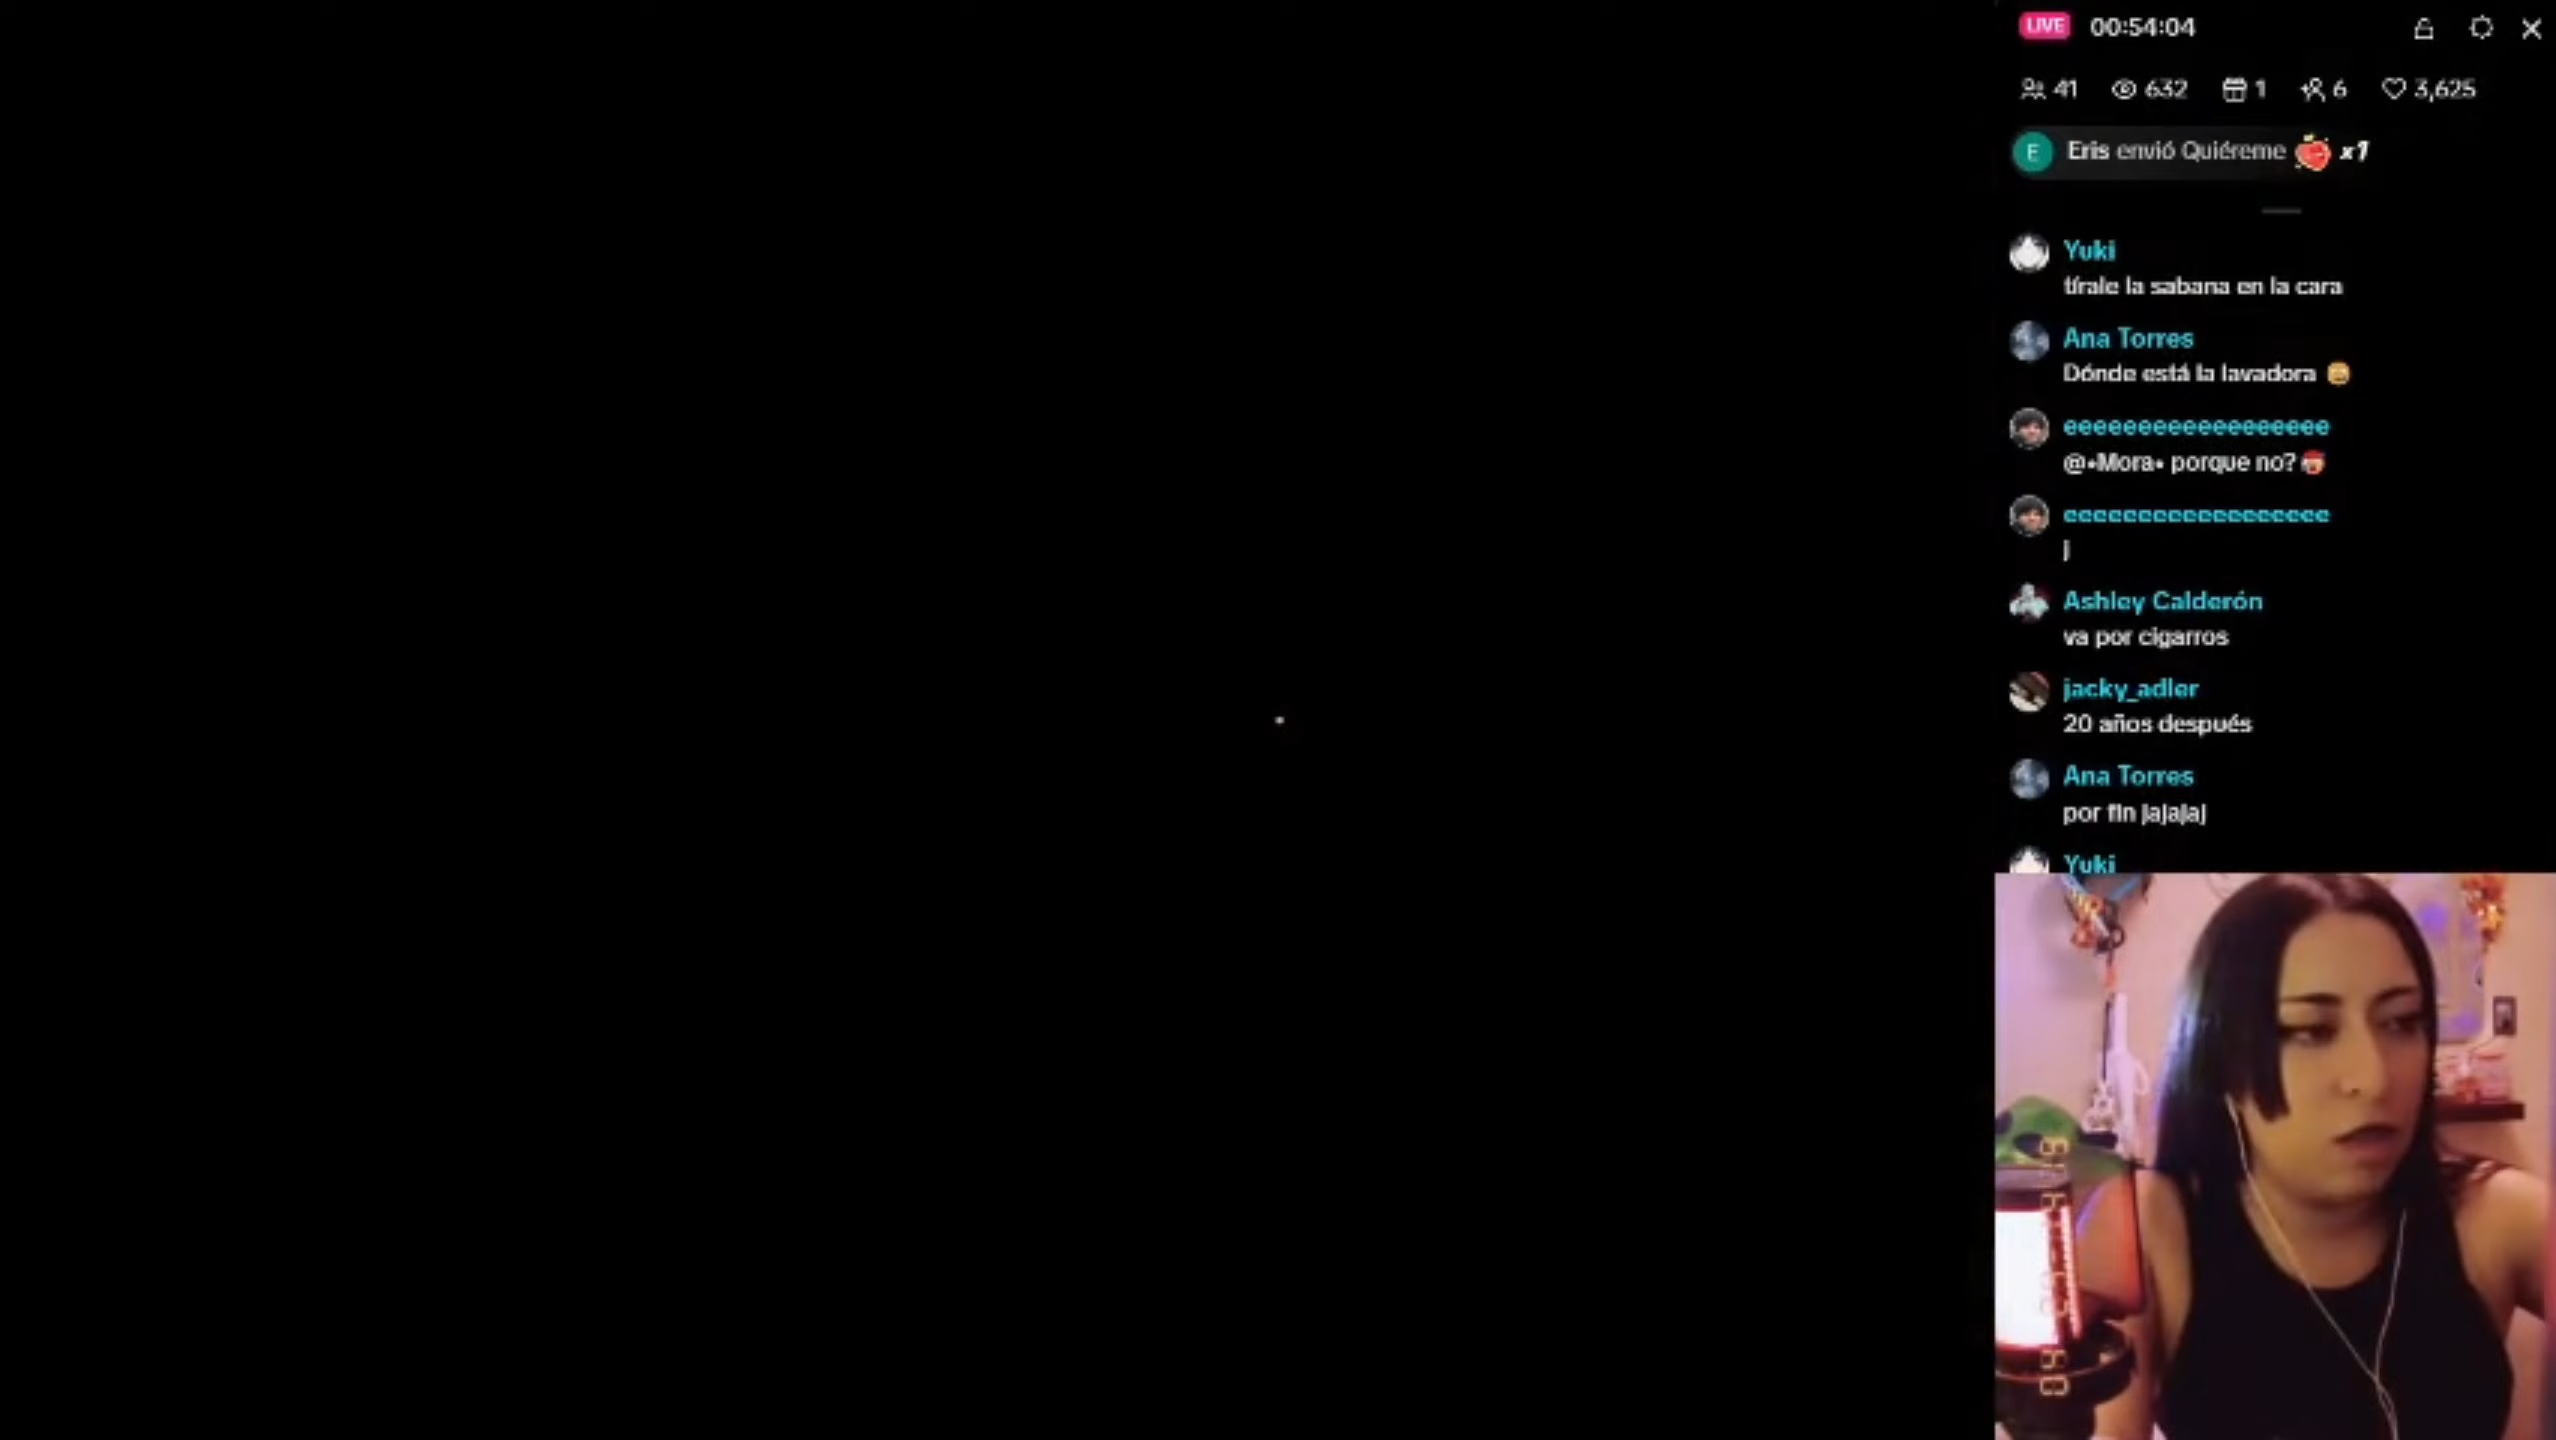 LIVE 00:54:04
41 632 1 6 3,625
E Eris envió Quiéreme x1
Yuki
tírale la sabana en la cara
Ana Torres
Dónde está la lavadora
eeeeeeeeeeeeeeeeee
@•Mora• porque no?
eeeeeeeeeeeeeeeeee
j
Ashley Calderón
va por cigarros
jacky_adler
20 años después
Ana Torres
por fin jajajaj
Yuki